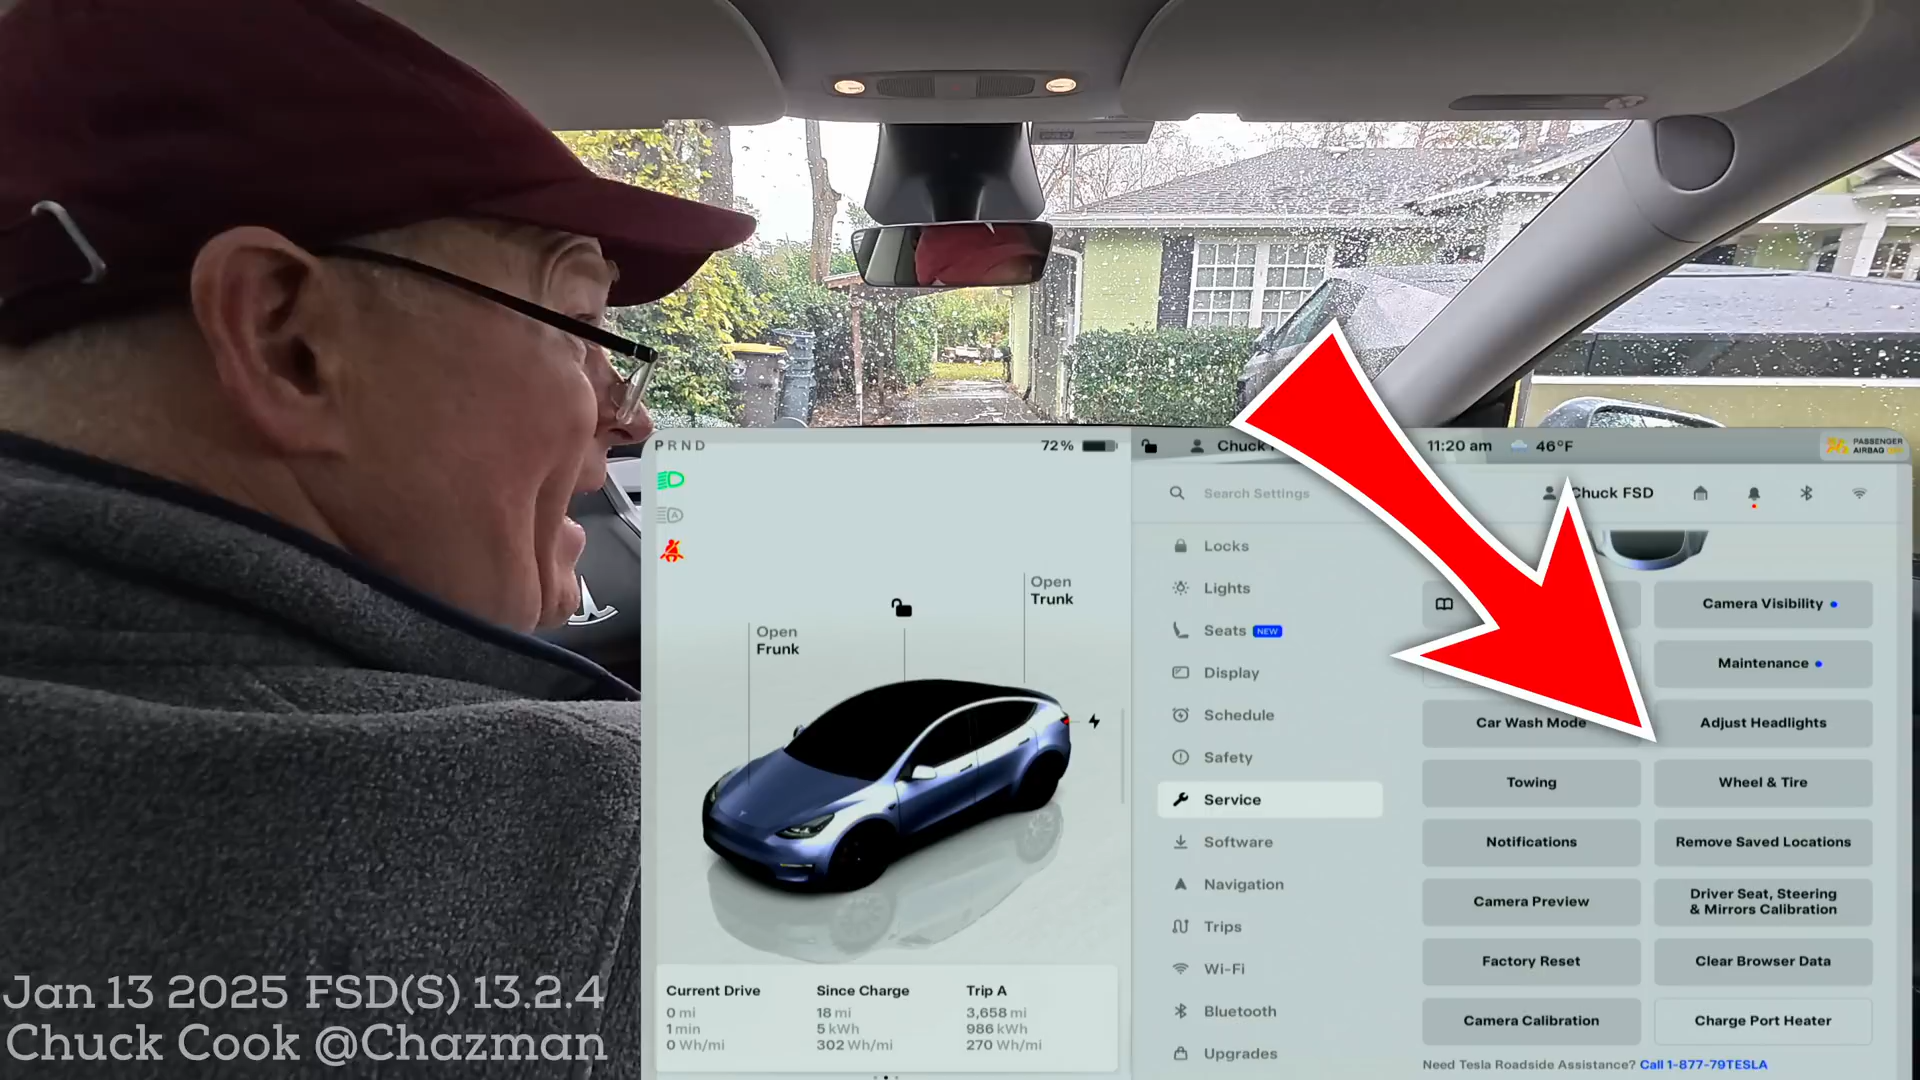 PRND
72%
Chuck
11:20 am
46°F
PASSENGER
AIRBAG
Search Settings
Chuck FSD
Open
Frunk
Open
Trunk
Locks
Lights
Seats NEW
Display
Schedule
Safety
Service
Software
Navigation
Trips
Wi-Fi
Bluetooth
Upgrades
Camera Visibility
Maintenance
Car Wash Mode
Adjust Headlights
Towing
Wheel & Tire
Notifications
Remove Saved Locations
Camera Preview
Driver Seat, Steering
& Mirrors Calibration
Factory Reset
Clear Browser Data
Camera Calibration
Charge Port Heater
Need Tesla Roadside Assistance? Call 1-877-79TESLA
Current Drive
0 mi
1 min
0 Wh/mi
Since Charge
18 mi
5 kWh
302 Wh/mi
Trip A
3,658 mi
986 kWh
270 Wh/mi
Jan 13 2025 FSD(S) 13.2.4
Chuck Cook @Chazman